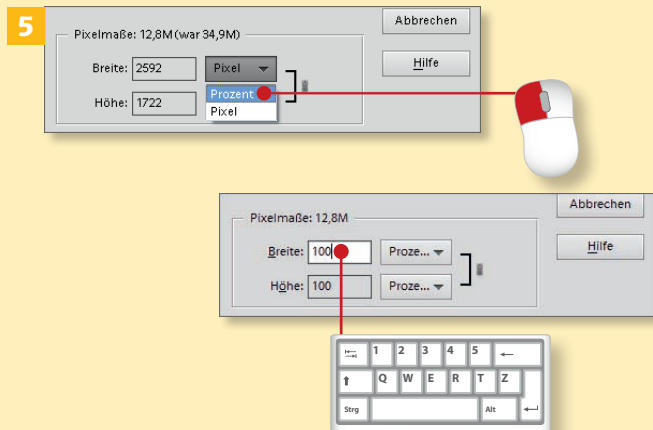 5
Abbrechen
Pixelmaße: 12,8M (war 34,9M)
Breite: 2592 Pixel
Hilfe
Prozent
Höhe: 1722
Pixel
Abbrechen
Pixelmaße: 12,8M
Breite: 100 Proze...
Hilfe
Höhe: 100 Proze...
1 2 3 4 5
Q W E R T Z
Strg Alt